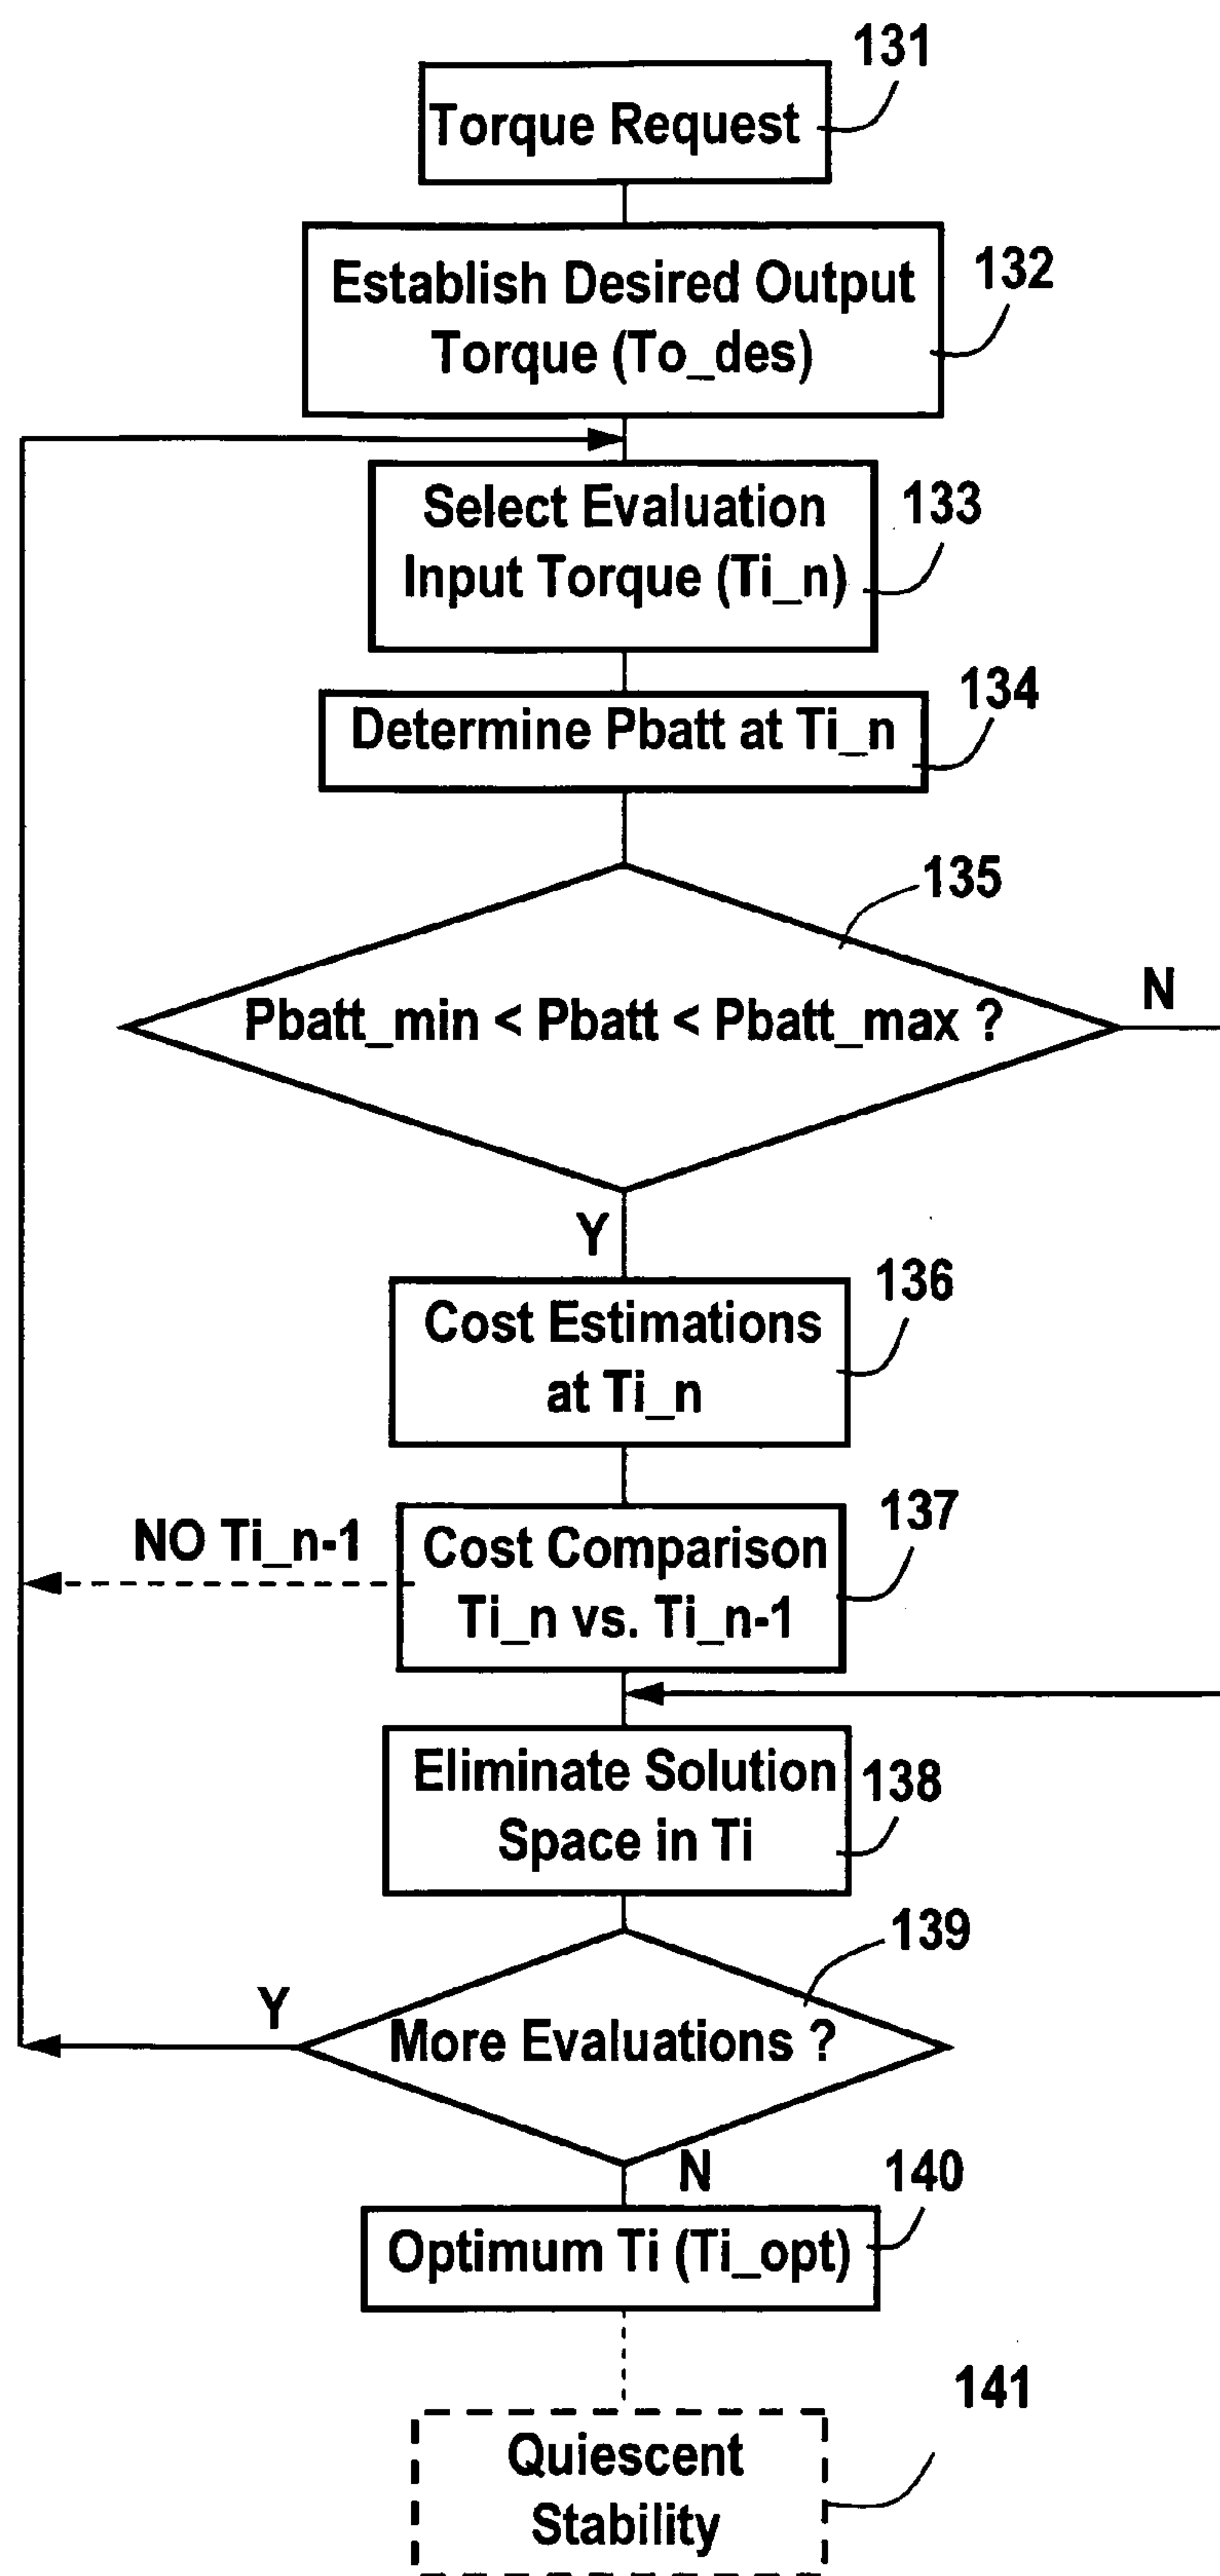 131
Torque Request
132
Establish Desired Output
Torque (To_des)
133
Select Evaluation
Input Torque (Ti_n)
134
Determine Pbatt at Ti_n
135
N
Pbatt_min < Pbatt < Pbatt_max ?
Y
136
Cost Estimations
at Ti_n
137
NO Ti_n-1
Cost Comparison
Ti_n vs. Ti_n-1
Eliminate Solution
138
Space in Ti
139
Y
More Evaluations ?
N
140
Optimum Ti (Ti_opt)
141
Quiescent
Stability